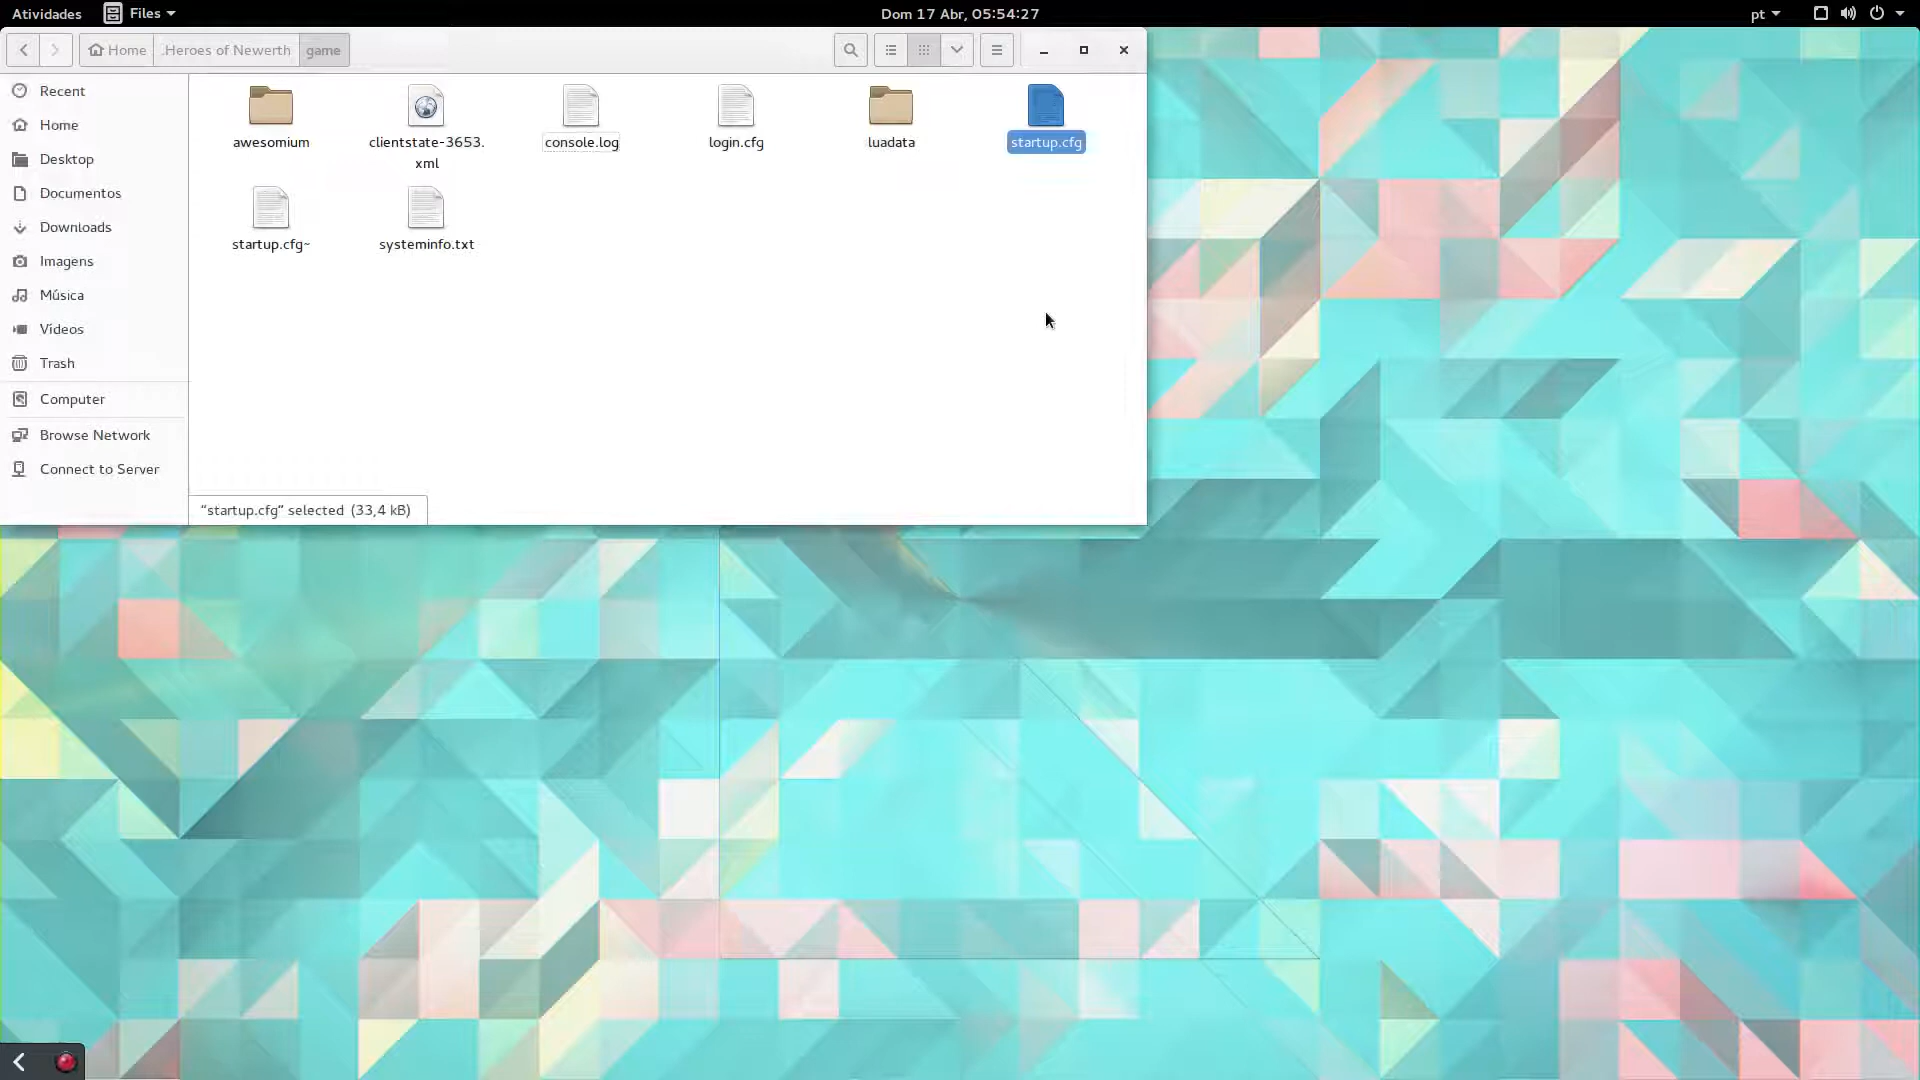 Atividades Files Dom 17 Abr, 05:54:27 pt
Home .Heroes of Newerth game
Recent
Home
Desktop
Documentos
Downloads
Imagens
Música
Vídeos
Trash
Computer
Browse Network
Connect to Server
awesomium
clientstate-3653.
xml
console.log
login.cfg
luadata
startup.cfg
startup.cfg~
systeminfo.txt
“startup.cfg” selected (33,4 kB)